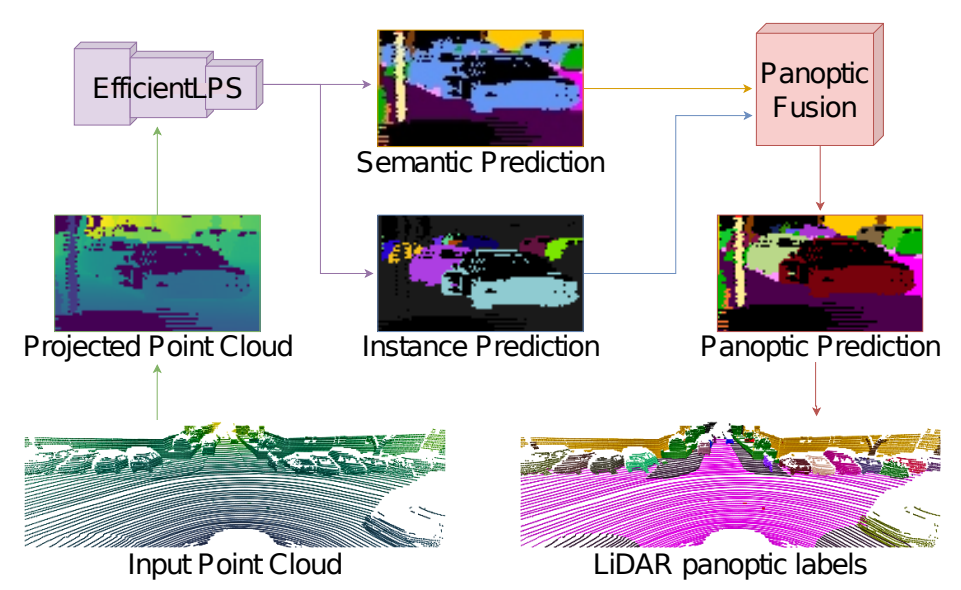 EfficientLPS
Panoptic
Fusion
Semantic Prediction
Projected Point Cloud
Instance Prediction
Panoptic Prediction
Input Point Cloud
LiDAR panoptic labels